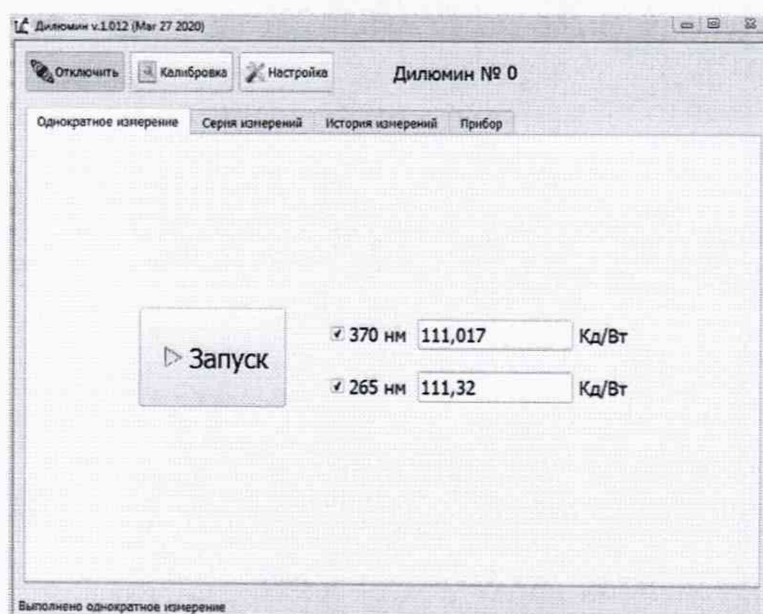 Дилюмин v.1.012 (Mar 27 2020)
Отключить Калибровка Настройка Дилюмин № 0
Однократное измерение Серия измерений История измерений Прибор
370 нм 111,017 Кд/Вт
Запуск
265 нм 111,32 Кд/Вт
Выполнено однократное измерение